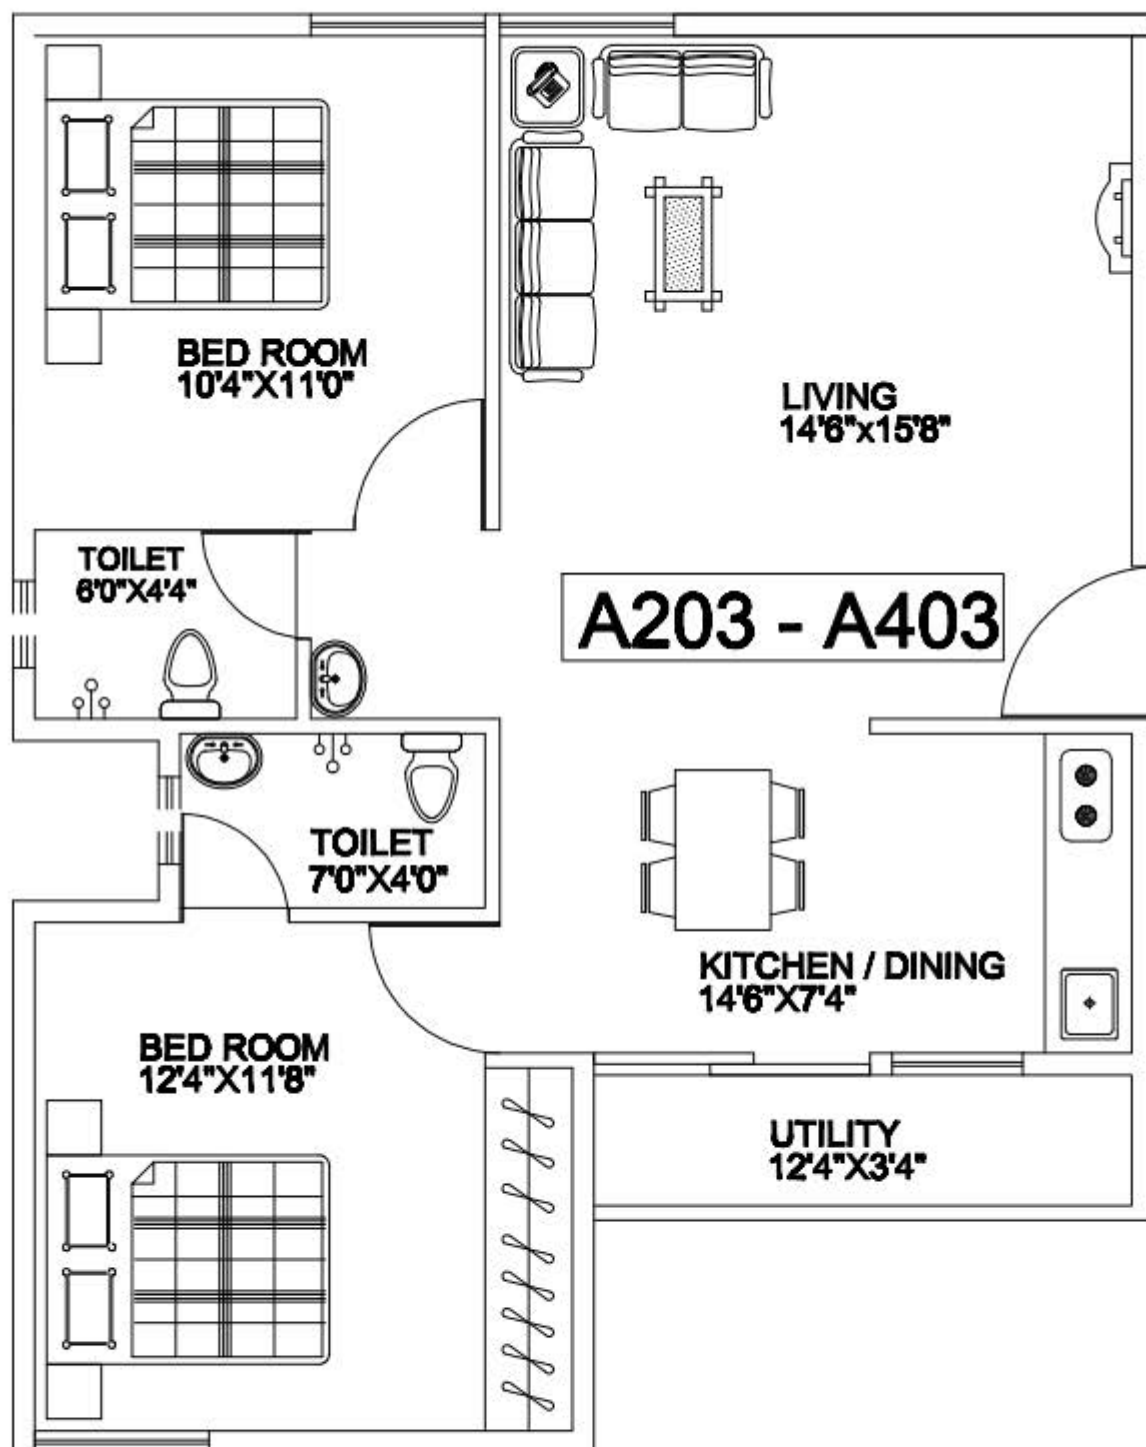 BED ROOM
10'4"X11'0"
LIVING
14'6"x15'8"
TOILET
6'0"X4'4"
A203 - A403
TOILET
7'0"X4'0"
KITCHEN / DINING
14'6"X7'4"
BED ROOM
12'4"X11'8"
UTILITY
12'4"X3'4"